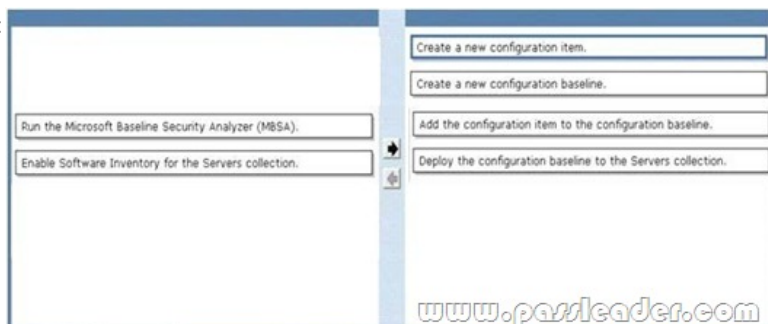 Run the Microsoft Baseline Security Analyzer (MBSA).
Enable Software Inventory for the Servers collection.
Create a new configuration item.
Create a new configuration baseline.
Add the configuration item to the configuration baseline.
Deploy the configuration baseline to the Servers collection.
www.passleader.com